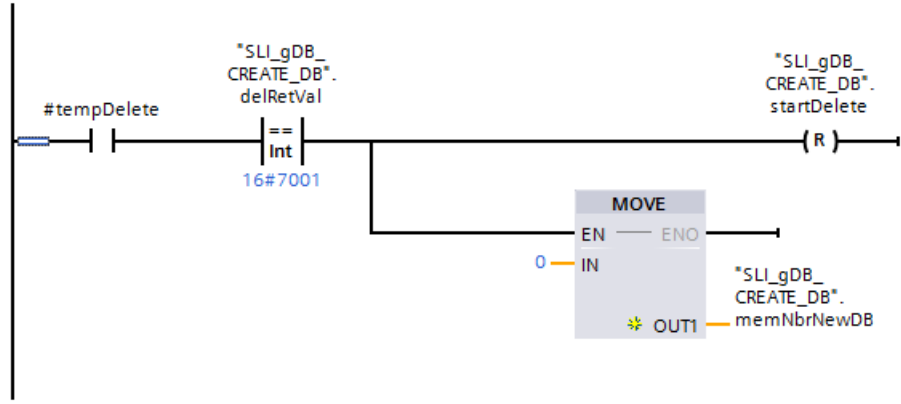 "SLI_gDB_
CREATE_DB".
delRetVal
"SLI_gDB_
CREATE_DB".
startDelete
#tempDelete
==
Int
R
16#7001
MOVE
EN
ENO
0
IN
"SLI_gDB_
CREATE_DB".
memNbrNewDB
OUT1